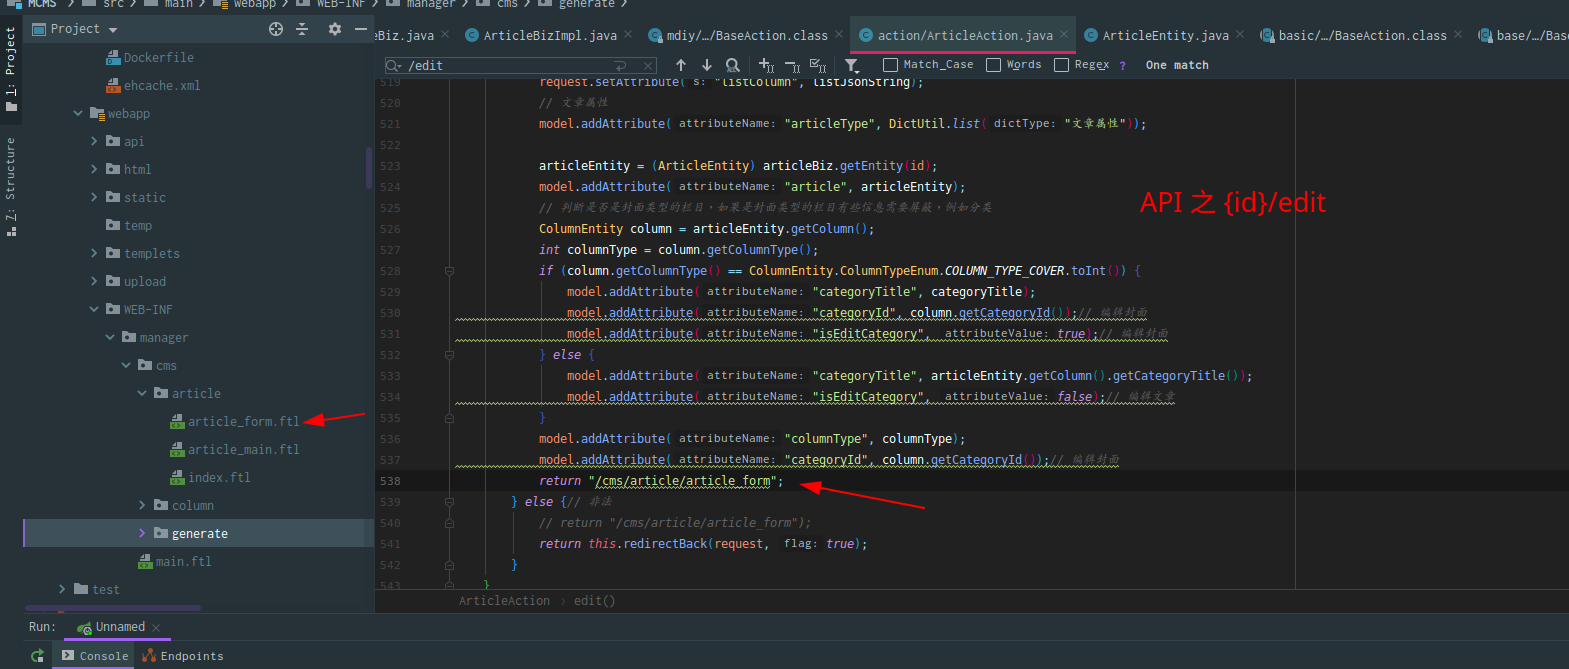 MCMS > src > main > webapp > WEB-INF > manager > cms > generate >
Project
eBiz.java × ArticleBizImpl.java × mdiy/.../BaseAction.class × action/ArticleAction.java × ArticleEntity.java × basic/.../BaseAction.class × base/.../Bas
/edit
Match_Case Words Regex ? One match
1: Project
7: Structure
Dockerfile
ehcache.xml
webapp
api
html
static
temp
templets
upload
WEB-INF
manager
cms
article
article_form.ftl
article_main.ftl
index.ftl
column
generate
main.ftl
test
519 request.setAttribute( s: "listColumn", listJsonString);
520 // 文章属性
521 model.addAttribute( attributeName: "articleType", DictUtil.list( dictType: "文章属性"));
522
523 articleEntity = (ArticleEntity) articleBiz.getEntity(id);
524 model.addAttribute( attributeName: "article", articleEntity);
525 // 判断是否是封面类型的栏目，如果是封面类型的栏目有些信息需要屏蔽，例如分类
526 ColumnEntity column = articleEntity.getColumn();
527 int columnType = column.getColumnType();
528 if (column.getColumnType() == ColumnEntity.ColumnTypeEnum.COLUMN_TYPE_COVER.toInt()) {
529 model.addAttribute( attributeName: "categoryTitle", categoryTitle);
530 model.addAttribute( attributeName: "categoryId", column.getCategoryId());// 编辑封面
531 model.addAttribute( attributeName: "isEditCategory", attributeValue: true);// 编辑封面
532 } else {
533 model.addAttribute( attributeName: "categoryTitle", articleEntity.getColumn().getCategoryTitle());
534 model.addAttribute( attributeName: "isEditCategory", attributeValue: false);// 编辑文章
535 }
536 model.addAttribute( attributeName: "columnType", columnType);
537 model.addAttribute( attributeName: "categoryId", column.getCategoryId());// 编辑封面
538 return "/cms/article/article_form";
539 } else {// 非法
540 // return "/cms/article/article_form");
541 return this.redirectBack(request, flag: true);
542 }
543 }
API 之 {id}/edit
ArticleAction > edit()
Run: Unnamed ×
Console Endpoints